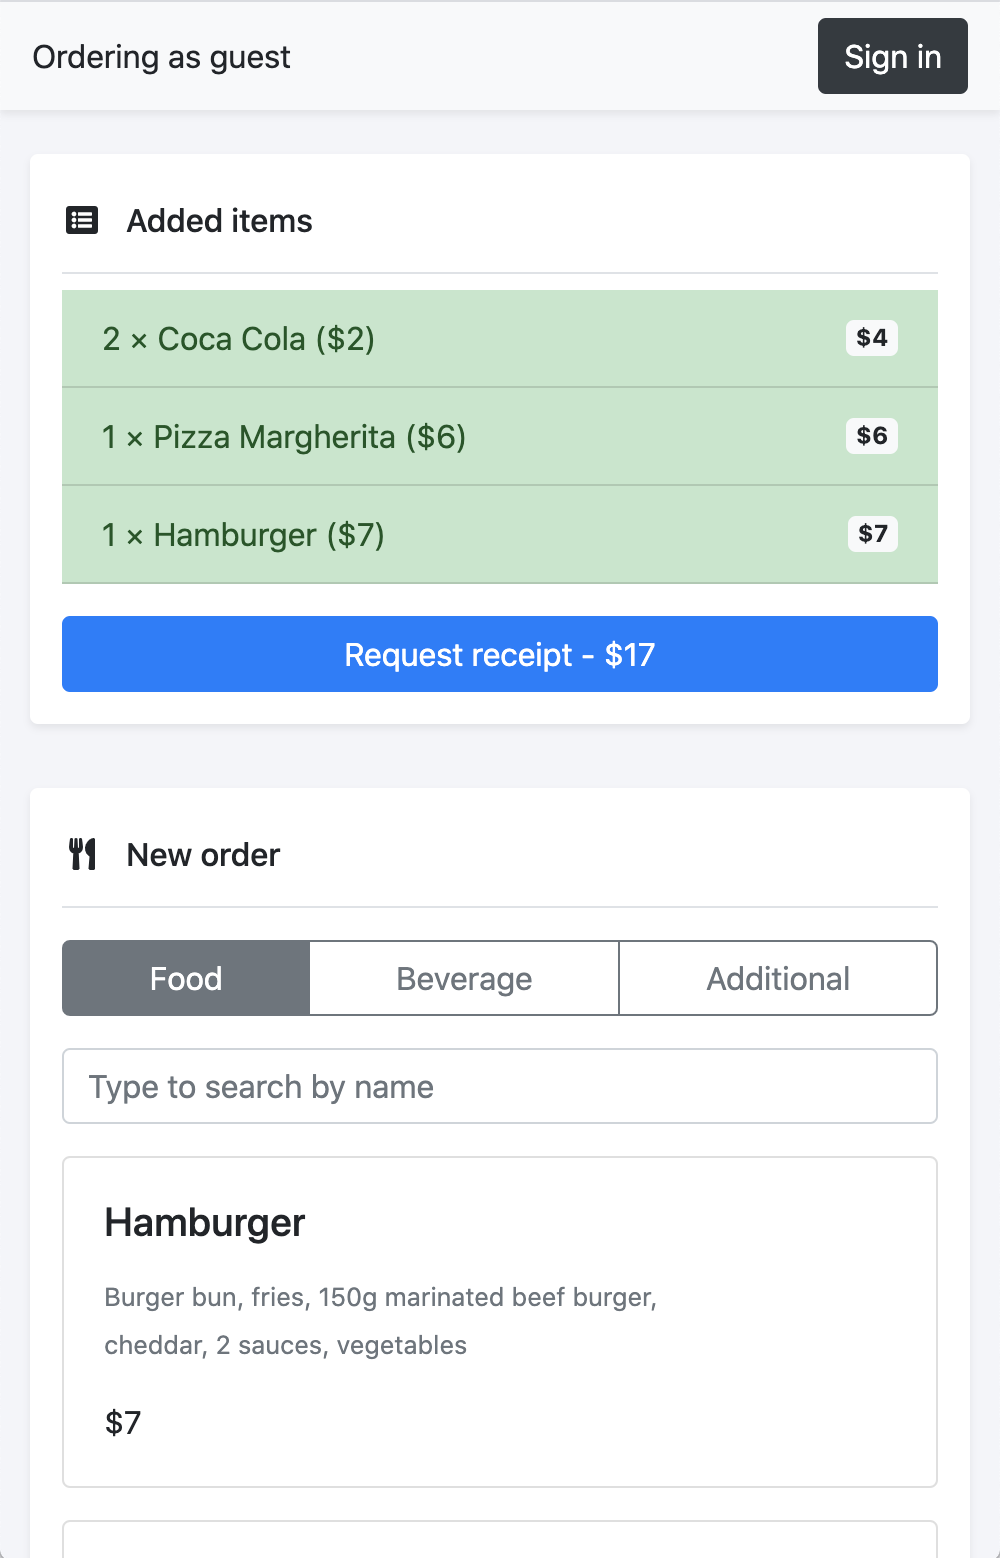 Ordering as guest
Sign in
Added items
2 × Coca Cola ($2)
$4
1 × Pizza Margherita ($6)
$6
1 × Hamburger ($7)
$7
Request receipt - $17
New order
Food
Beverage
Additional
Type to search by name
Hamburger
Burger bun, fries, 150g marinated beef burger,
cheddar, 2 sauces, vegetables
$7